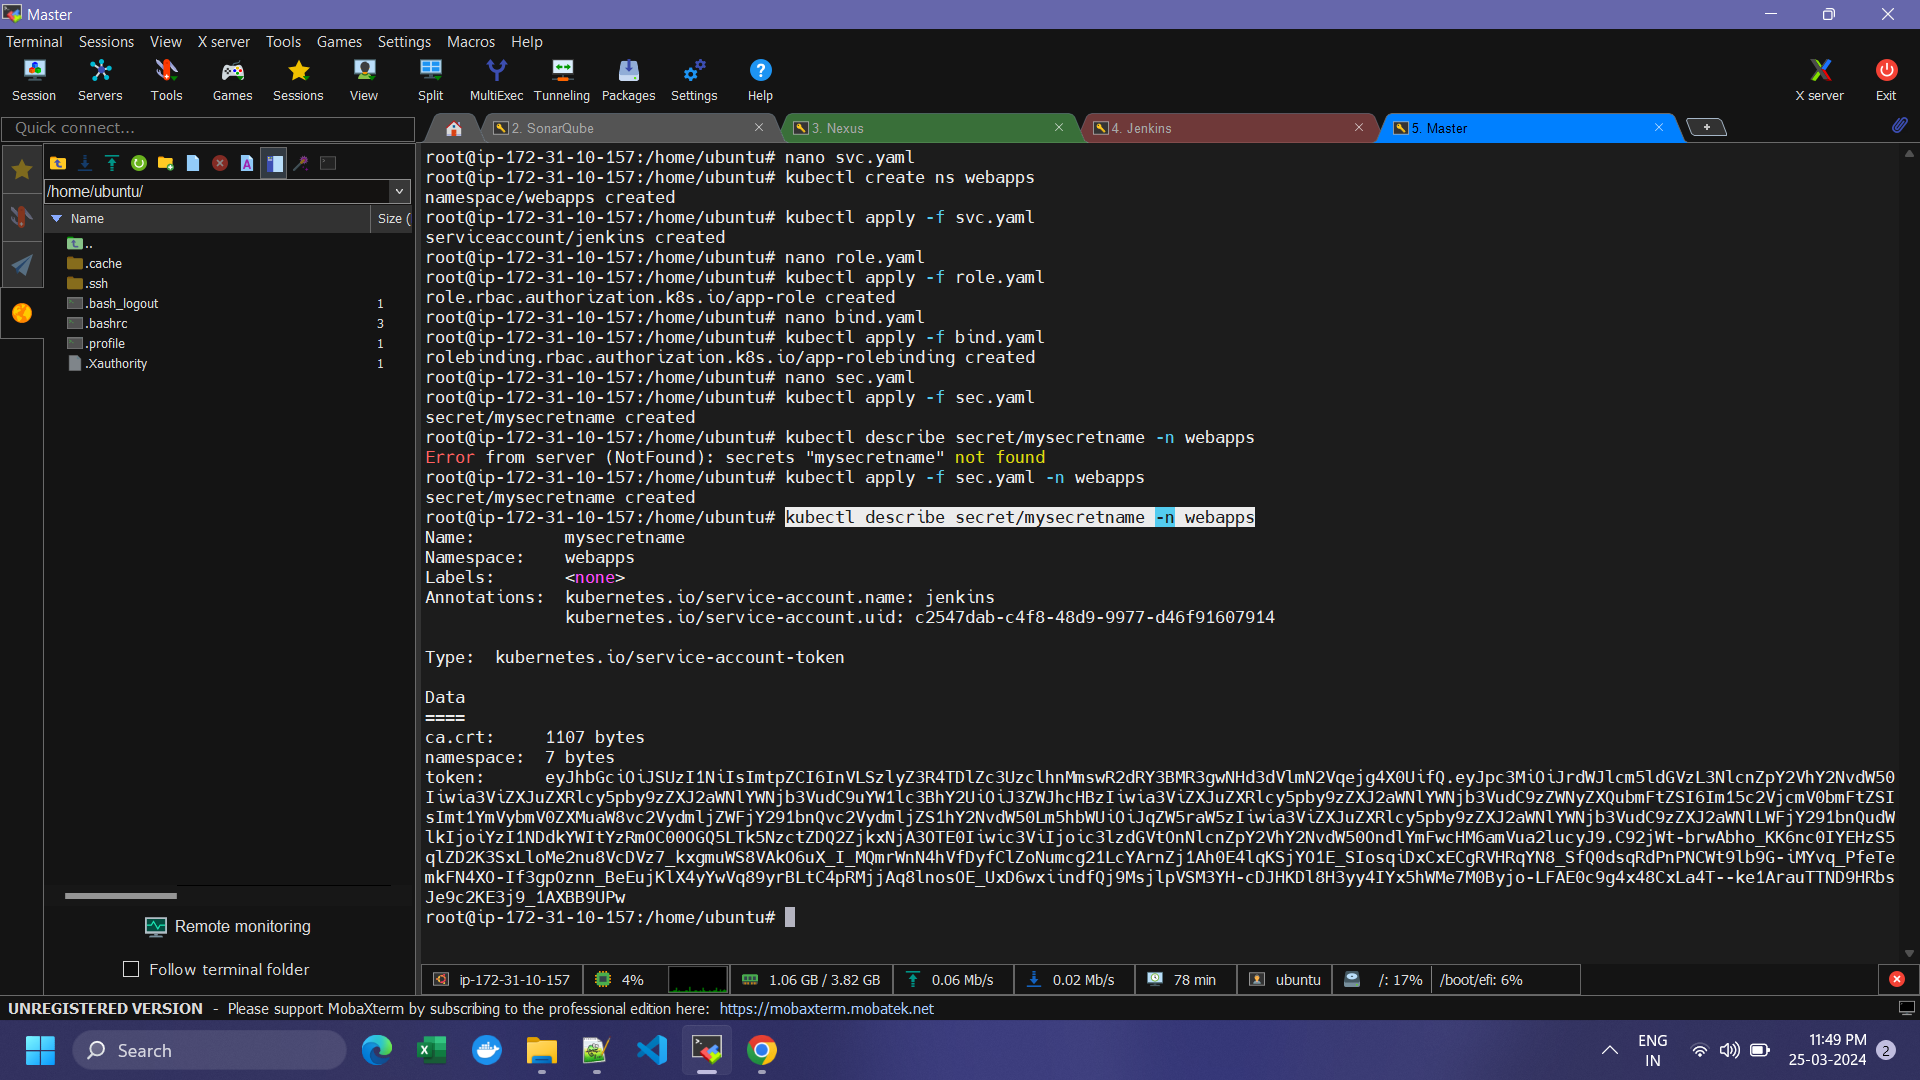 Master
Terminal Sessions View X server Tools Games Settings Macros Help
Session Servers Tools Games Sessions View Split MultiExec Tunneling Packages Settings Help X server Exit
Quick connect...
2. SonarQube
3. Nexus
4. Jenkins
5. Master
/home/ubuntu/
Name Size (
..
.cache
.ssh
.bash_logout 1
.bashrc 3
.profile 1
.Xauthority 1
Remote monitoring
Follow terminal folder
root@ip-172-31-10-157:/home/ubuntu# nano svc.yaml
root@ip-172-31-10-157:/home/ubuntu# kubectl create ns webapps
namespace/webapps created
root@ip-172-31-10-157:/home/ubuntu# kubectl apply -f svc.yaml
serviceaccount/jenkins created
root@ip-172-31-10-157:/home/ubuntu# nano role.yaml
root@ip-172-31-10-157:/home/ubuntu# kubectl apply -f role.yaml
role.rbac.authorization.k8s.io/app-role created
root@ip-172-31-10-157:/home/ubuntu# nano bind.yaml
root@ip-172-31-10-157:/home/ubuntu# kubectl apply -f bind.yaml
rolebinding.rbac.authorization.k8s.io/app-rolebinding created
root@ip-172-31-10-157:/home/ubuntu# nano sec.yaml
root@ip-172-31-10-157:/home/ubuntu# kubectl apply -f sec.yaml
secret/mysecretname created
root@ip-172-31-10-157:/home/ubuntu# kubectl describe secret/mysecretname -n webapps
Error from server (NotFound): secrets "mysecretname" not found
root@ip-172-31-10-157:/home/ubuntu# kubectl apply -f sec.yaml -n webapps
secret/mysecretname created
root@ip-172-31-10-157:/home/ubuntu# kubectl describe secret/mysecretname -n webapps
Name: mysecretname
Namespace: webapps
Labels: <none>
Annotations: kubernetes.io/service-account.name: jenkins
kubernetes.io/service-account.uid: c2547dab-c4f8-48d9-9977-d46f91607914
Type: kubernetes.io/service-account-token
Data
====
ca.crt: 1107 bytes
namespace: 7 bytes
token:
root@ip-172-31-10-157:/home/ubuntu#
ip-172-31-10-157 4% 1.06 GB / 3.82 GB 0.06 Mb/s 0.02 Mb/s 78 min ubuntu /: 17% /boot/efi: 6%
UNREGISTERED VERSION - Please support MobaXterm by subscribing to the professional edition here: https://mobaxterm.mobatek.net
Search
ENG
IN
11:49 PM
25-03-2024
2